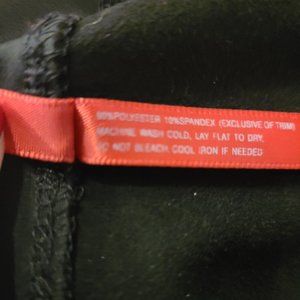 90%POLYESTER 10%SPANDEX (EXCLUSIVE OF TRIM)
MACHINE WASH COLD, LAY FLAT TO DRY,
DO NOT BLEACH. COOL IRON IF NEEDED